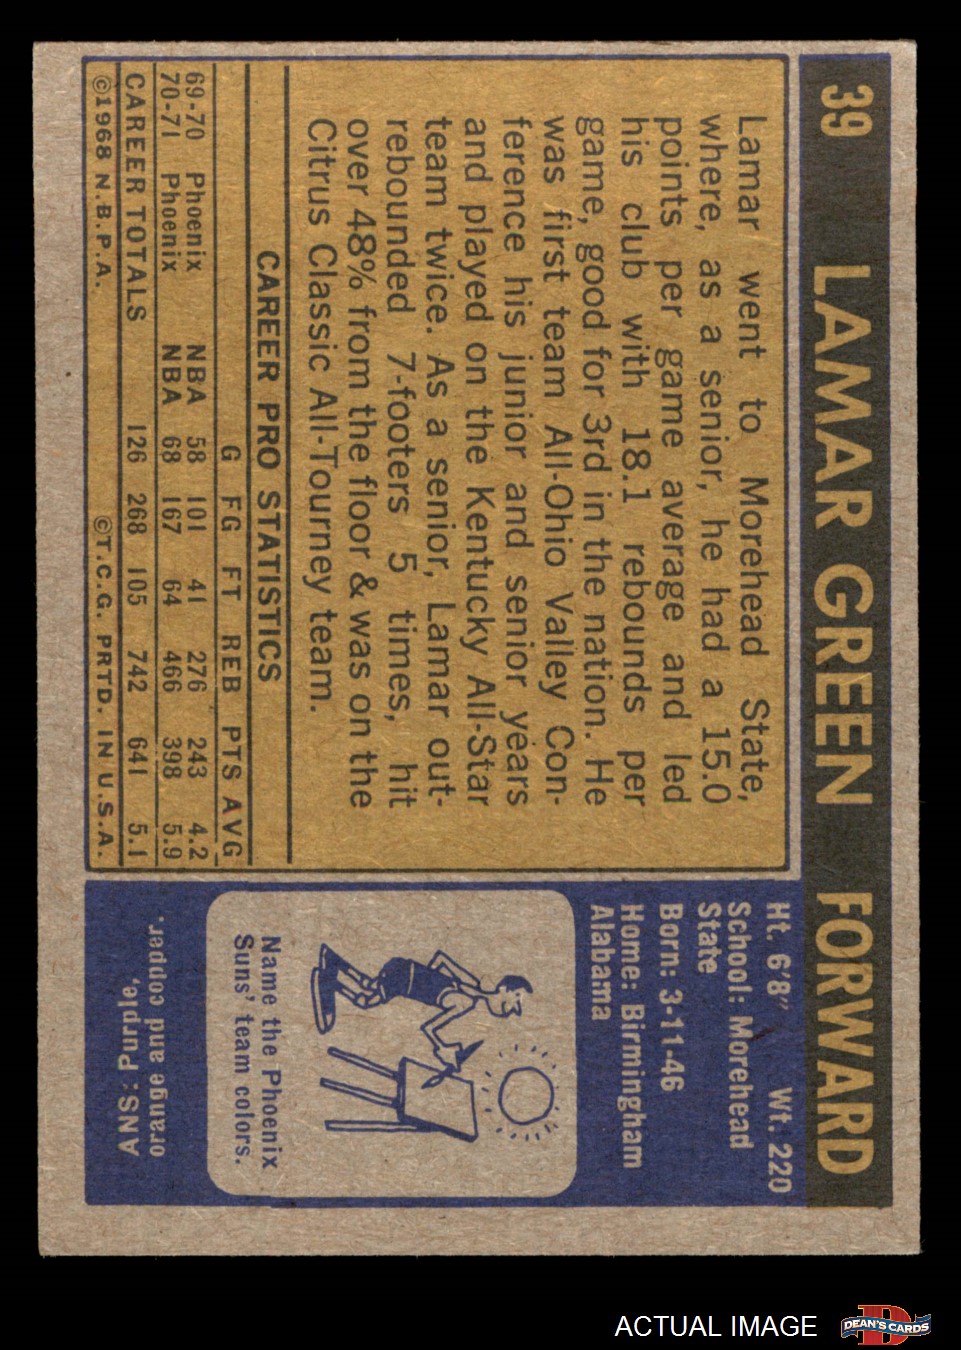 39 LAMAR GREEN FORWARD
Lamar went to Morehead State,
where, as a senior, he had a 15.0
points per game average and led
his club with 18.1 rebounds per
game, good for 3rd in the nation. He
was first team All-Ohio Valley Con-
ference his junior and senior years
and played on the Kentucky All-Star
team twice. As a senior, Lamar out-
rebounded 7-footers 5 times, hit
over 48% from the floor & was on the
Citrus Classic All-Tourney team.
CAREER PRO STATISTICS
G FG FT REB PTS AVG
69-70 Phoenix NBA 58 101 41 276 243 4.2
70-71 Phoenix NBA 68 167 64 466 398 5.9
CAREER TOTALS 126 268 105 742 641 5.1
©1968 N.B.P.A. ©T.C.G. PRTD. IN U.S.A.
Ht. 6'8" Wt. 220
School: Morehead
State
Born: 3-11-46
Home: Birmingham
Alabama
Name the Phoenix
Suns' team colors.
ANS: Purple,
orange and copper.
ACTUAL IMAGE
D
DEAN'S CARDS